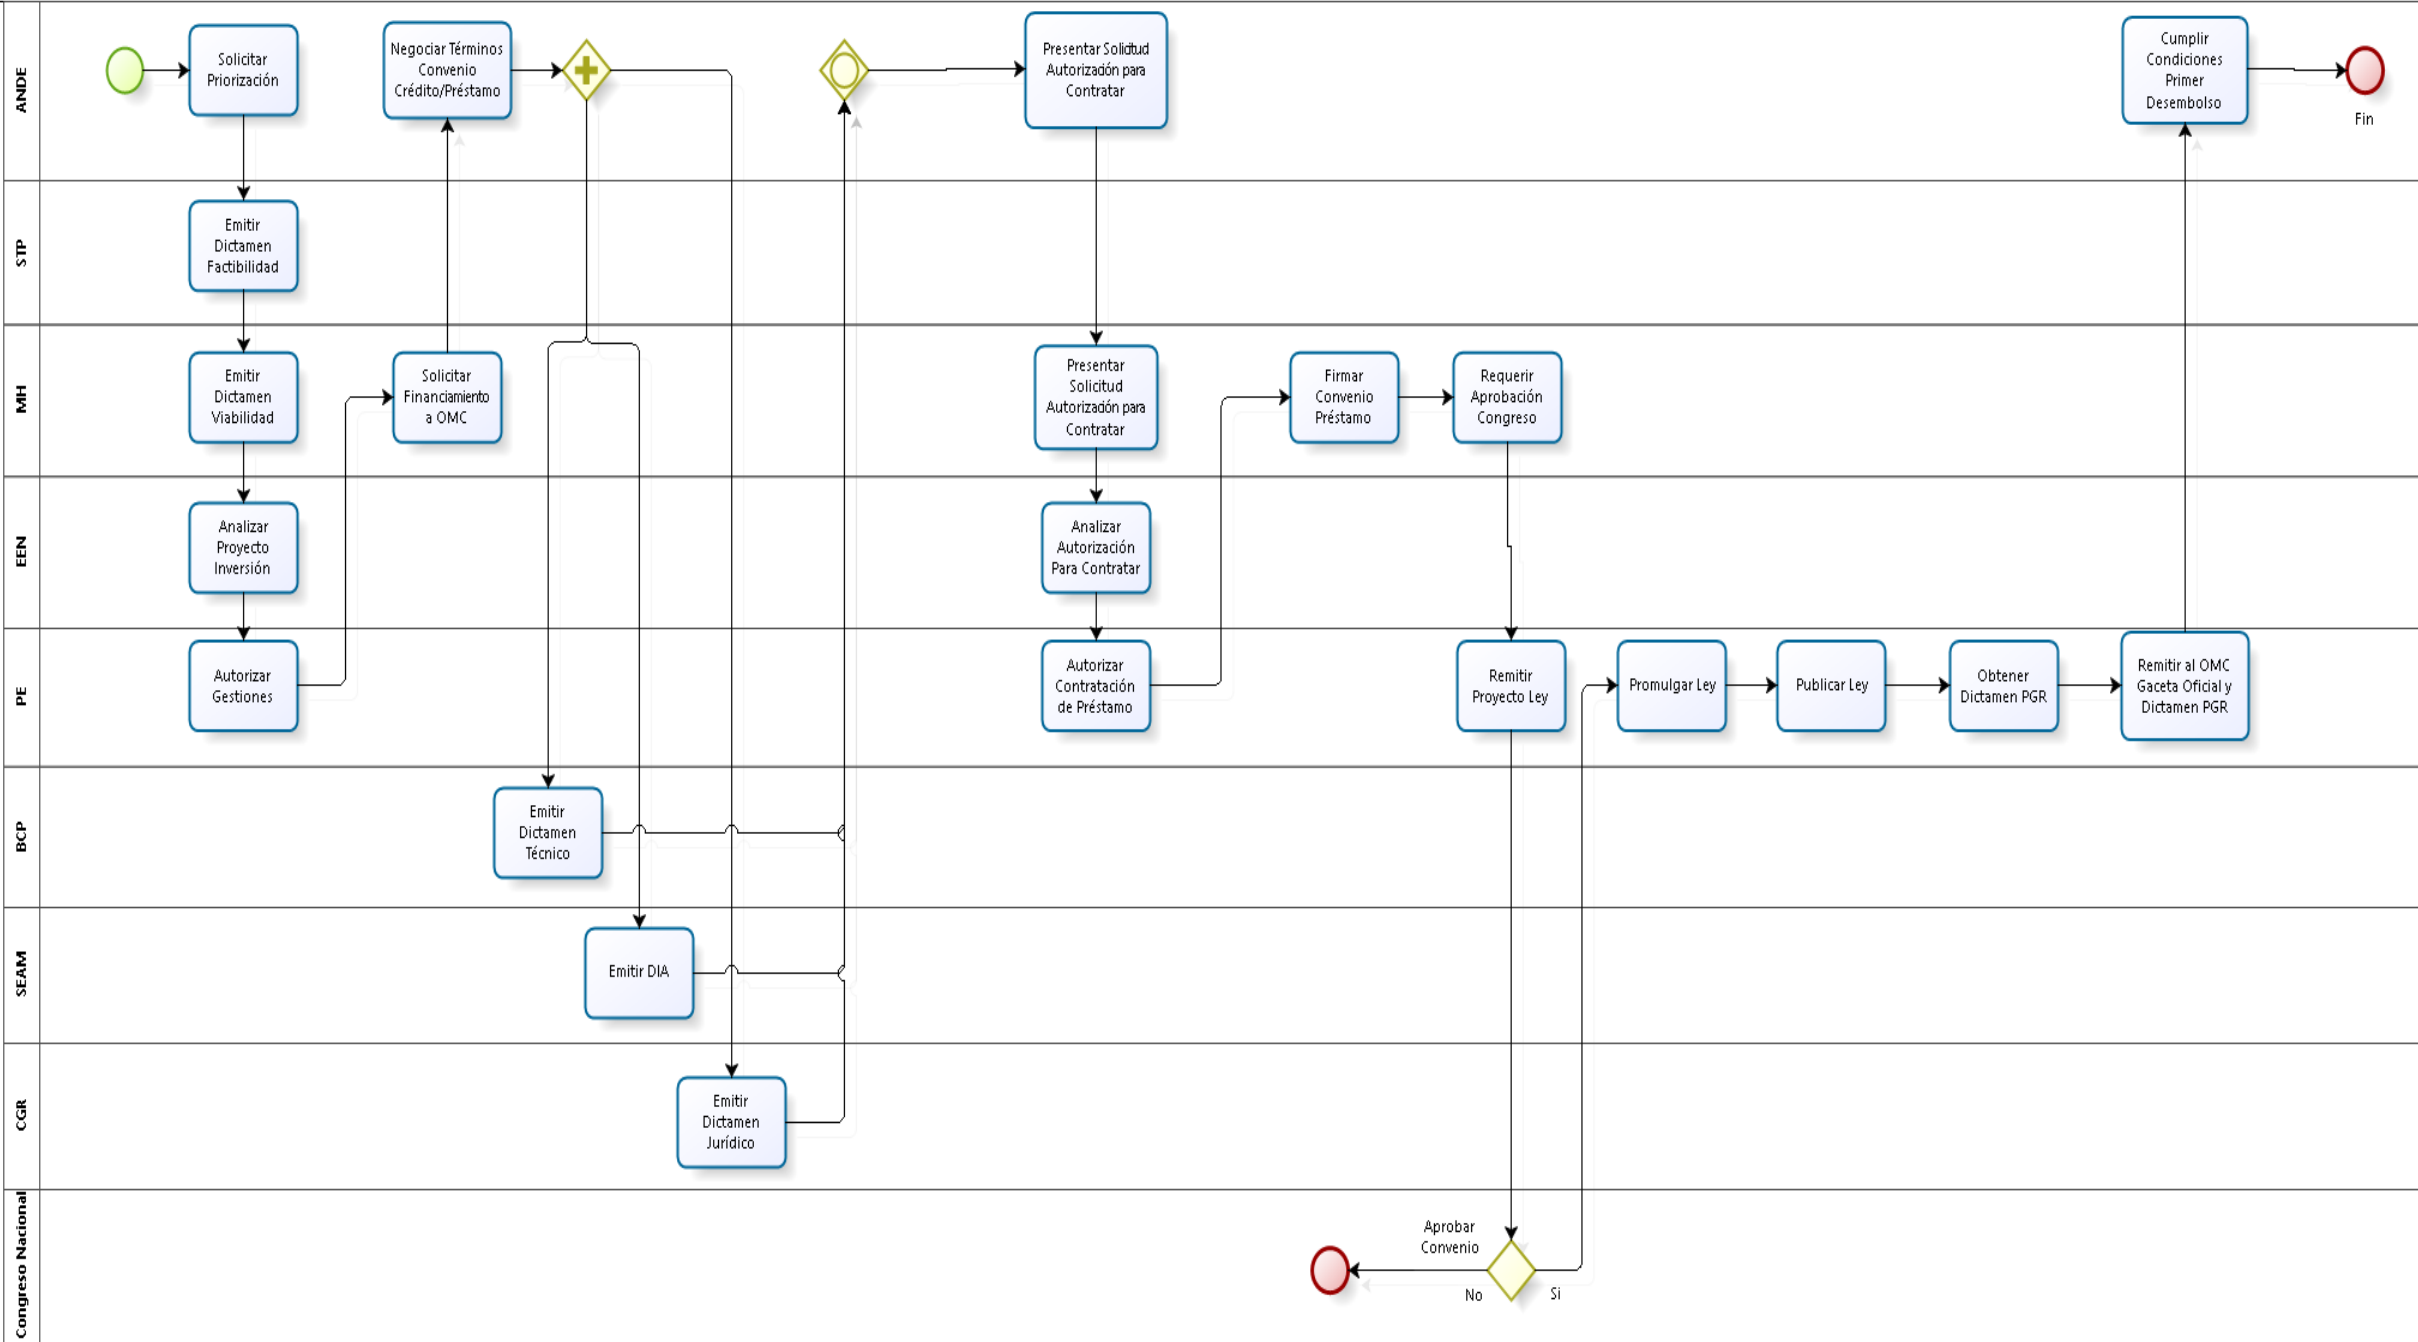 ANDE
Solicitar
Priorización
Negociar Términos
Convenio
Crédito/Préstamo
Presentar Solicitud
Autorización para
Contratar
Cumplir
Condiciones
Primer
Desembolso
Fin
STP
Emitir
Dictamen
Factibilidad
MH
Emitir
Dictamen
Viabilidad
Solicitar
Financiamiento
a OMC
Presentar
Solicitud
Autorización para
Contratar
Firmar
Convenio
Préstamo
Requerir
Aprobación
Congreso
EEN
Analizar
Proyecto
Inversión
Analizar
Autorización
Para Contratar
PE
Autorizar
Gestiones
Autorizar
Contratación
de Préstamo
Remitir
Proyecto Ley
Promulgar Ley
Publicar Ley
Obtener
Dictamen PGR
Remitir al OMC
Gaceta Oficial y
Dictamen PGR
BCP
Emitir
Dictamen
Técnico
SEAM
Emitir DIA
CGR
Emitir
Dictamen
Jurídico
Congreso Nacional
Aprobar
Convenio
No
Si